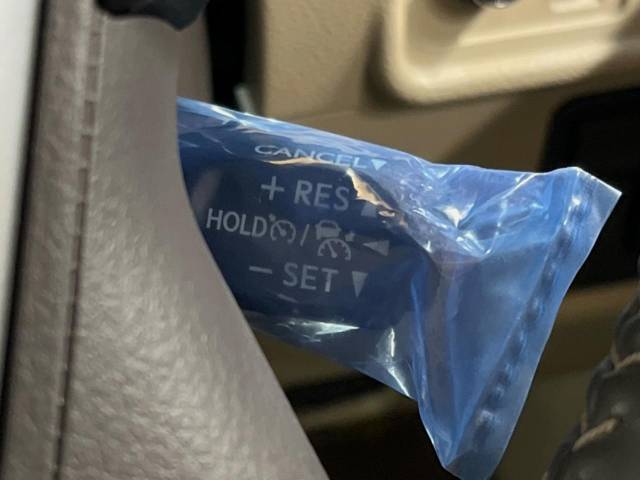 CANCEL▼
+ RES ▲
HOLD / ◄
− SET ▼